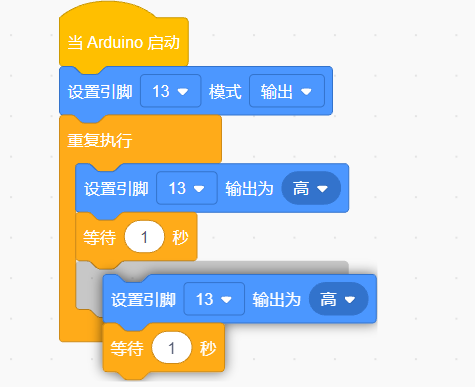 当 Arduino 启动
设置引脚 13 模式 输出
重复执行
设置引脚 13 输出为 高
等待 1 秒
设置引脚 13 输出为 高
等待 1 秒